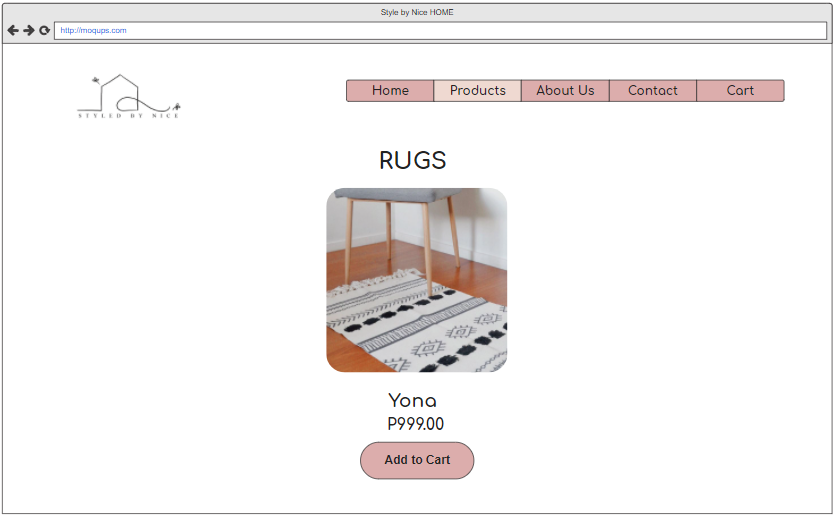 Style by Nice HOME
http://moqups.com
STYLED BY NICE
Home Products About Us Contact Cart
RUGS
Yona
P999.00
Add to Cart